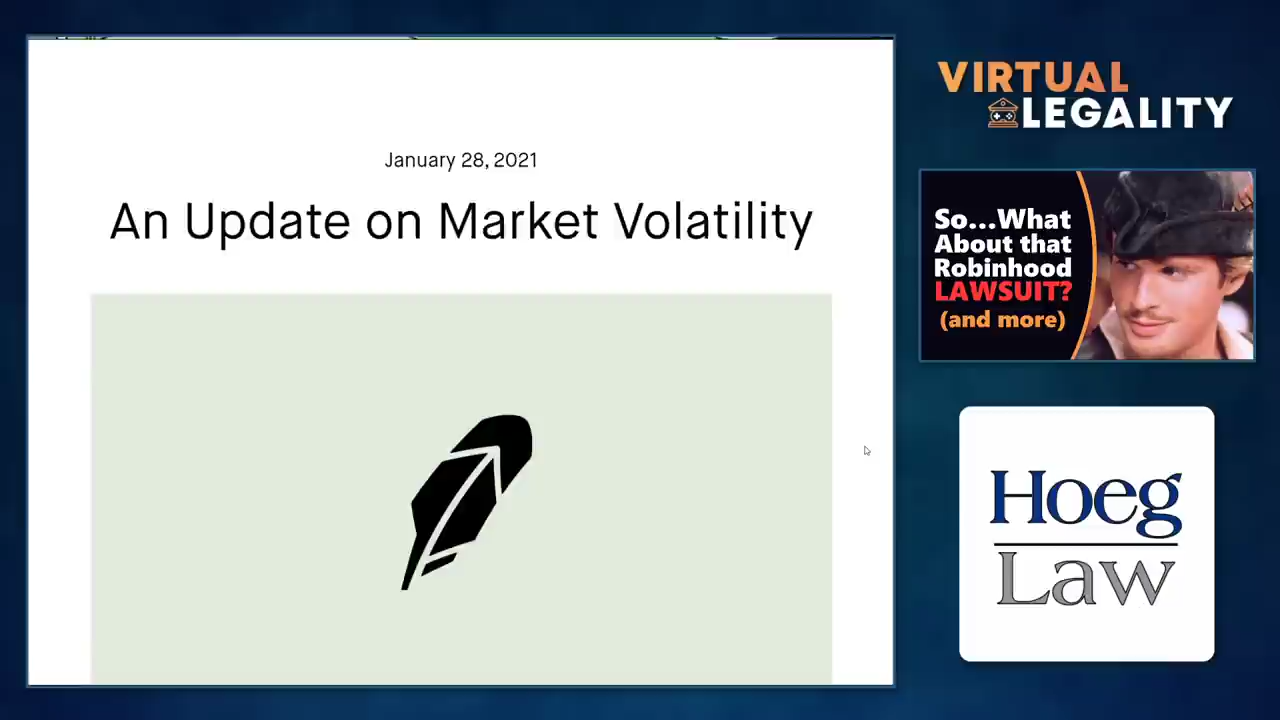 January 28, 2021
An Update on Market Volatility
VIRTUAL
LEGALITY
So...What
About that
Robinhood
LAWSUIT?
(and more)
Hoeg
Law